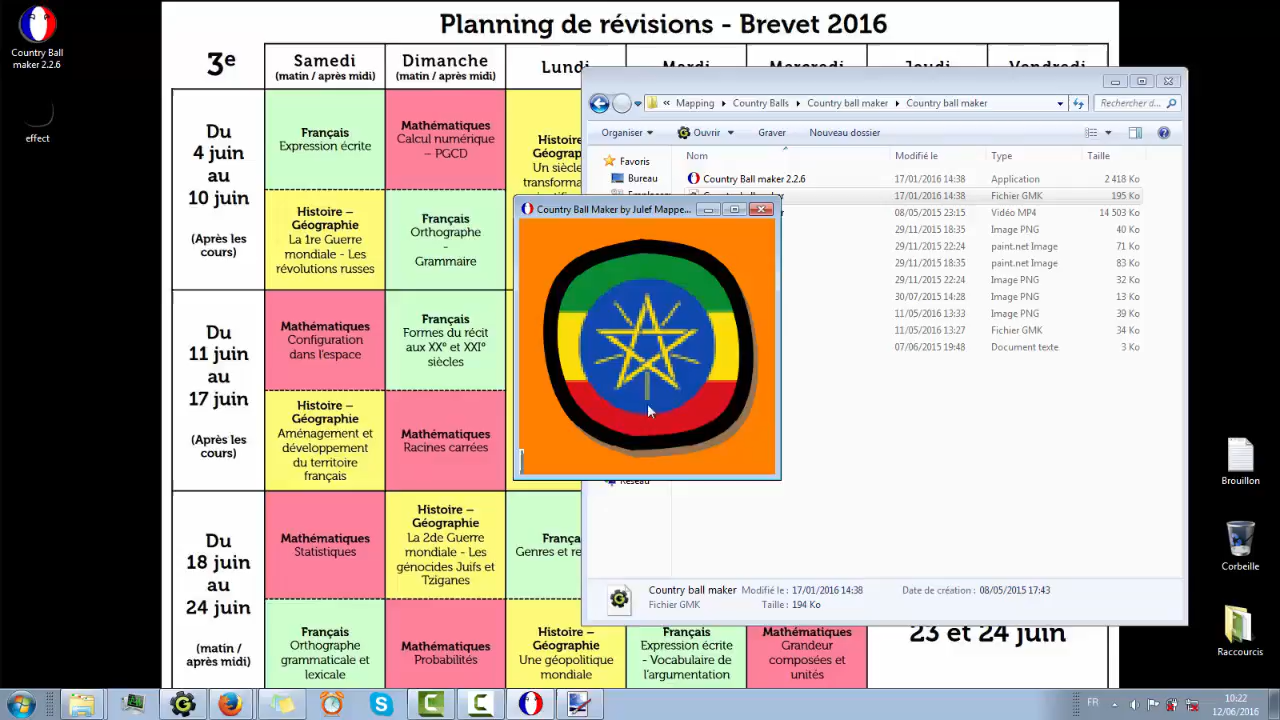 Planning de révisions - Brevet 2016
Country Ball
maker 2.2.6
effect
3e
Samedi
(matin / après midi)
Dimanche
(matin / après midi)
Lundi
Mardi
Mercredi
Jeudi
Vendredi
Du
4 juin
au
10 juin
(Après les
cours)
Français
Expression écrite
Mathématiques
Calcul numérique
– PGCD
Histoire –
Un siècl
transforma
Histoire –
Géographie
La 1re Guerre
mondiale - Les
révolutions russes
Français
Orthographe
-
Grammaire
Du
11 juin
au
17 juin
(Après les
cours)
Mathématiques
Configuration
dans l'espace
Français
Formes du récit
aux XXe et XXIe
siècles
Histoire –
Géographie
Aménagement et
développement
du territoire
français
Mathématiques
Racines carrées
Du
18 juin
au
24 juin
(matin /
après midi)
Mathématiques
Statistiques
Histoire –
Géographie
La 2de Guerre
mondiale - Les
génocides Juifs et
Tziganes
França
Genres et re
Français
Orthographe
grammaticale et
lexicale
Mathématiques
Probabilités
Histoire –
Géographie
Une géopolitique
mondiale
Français
Expression écrite
- Vocabulaire de
l'argumentation
Mathématiques
Grandeur
composées et
unités
23 et 24 juin
« Mapping ▸ Country Balls ▸ Country ball maker ▸ Country ball maker
Rechercher d...
Organiser
Ouvrir
Graver
Nouveau dossier
Favoris
Bureau
Réseau
Nom
Modifié le
Type
Taille
Country Ball maker 2.2.6 17/01/2016 14:38 Application 2 418 Ko
17/01/2016 14:38 Fichier GMK 195 Ko
08/05/2015 23:15 Vidéo MP4 14 503 Ko
29/11/2015 18:35 Image PNG 40 Ko
29/11/2015 22:24 paint.net Image 71 Ko
29/11/2015 18:35 paint.net Image 83 Ko
29/11/2015 22:24 Image PNG 32 Ko
30/07/2015 14:28 Image PNG 13 Ko
11/05/2016 13:33 Image PNG 39 Ko
11/05/2016 13:27 Fichier GMK 34 Ko
07/06/2015 19:48 Document texte 3 Ko
Country Ball Maker by Julef Mappe...
Country ball maker Modifié le : 17/01/2016 14:38 Date de création : 08/05/2015 17:43
Fichier GMK Taille : 194 Ko
Brouillon
Corbeille
Raccourcis
FR
10:22
12/06/2016